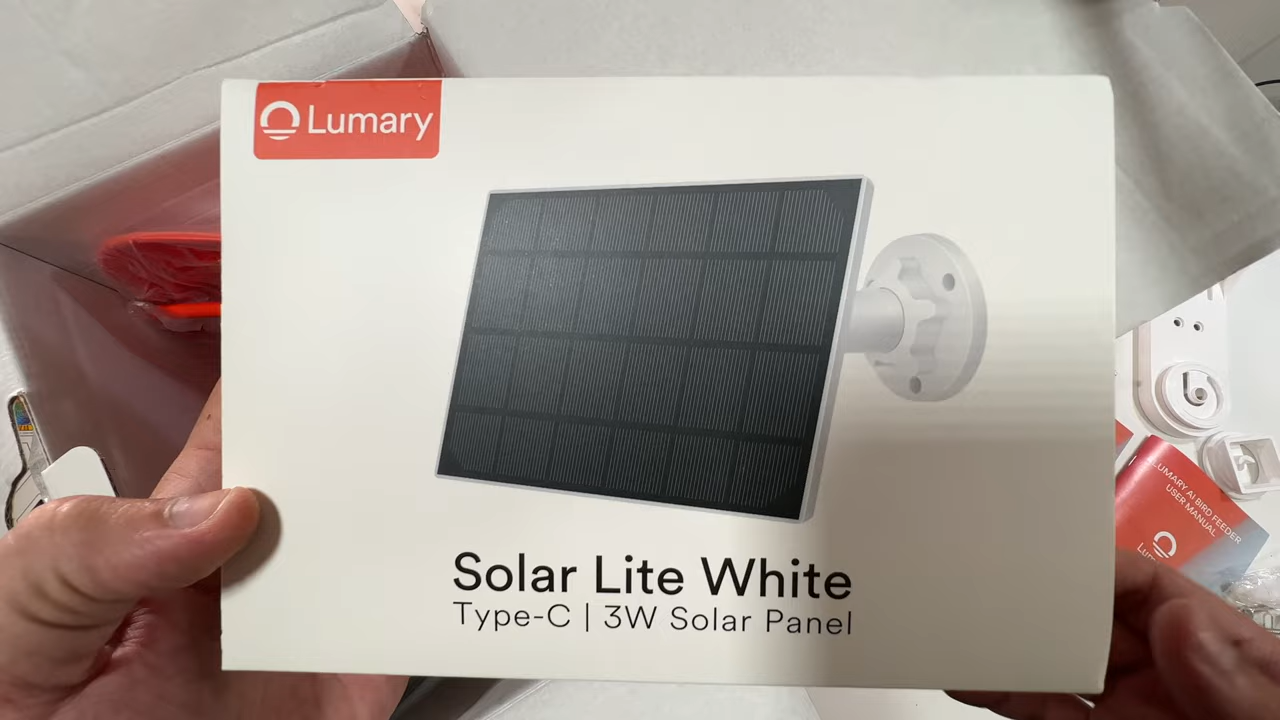 Lumary
Solar Lite White
Type-C | 3W Solar Panel
LUMARY AI BIRD FEEDER
USER MANUAL